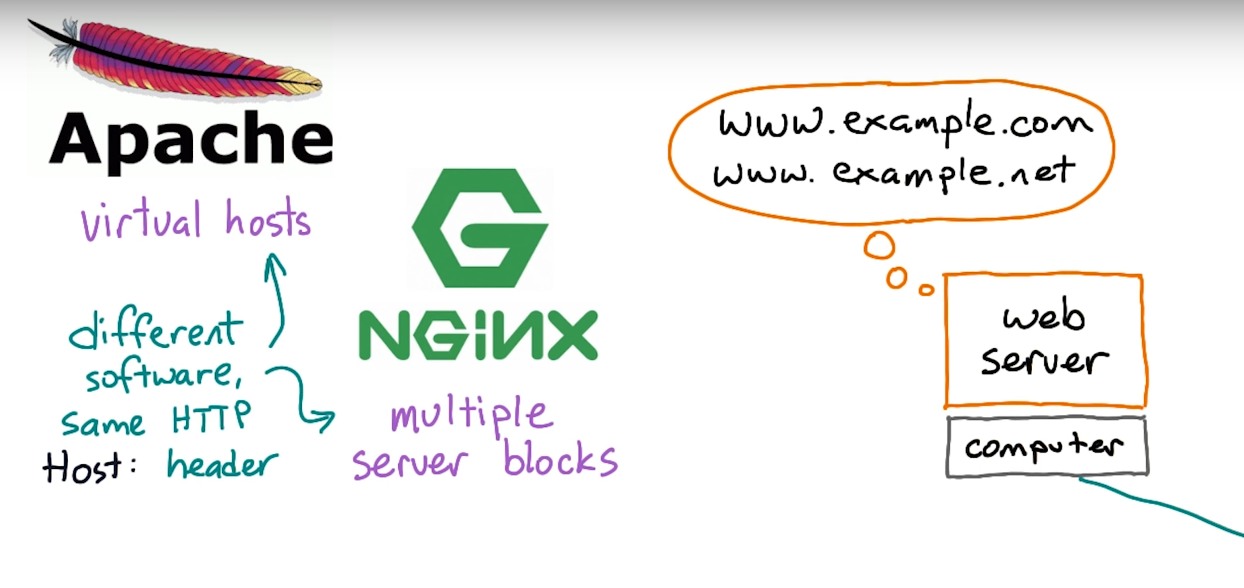 Apache
virtual hosts
different
software,
same HTTP
Host: header
NGiNX
multiple
server blocks
www.example.com
www. example.net
web
server
computer